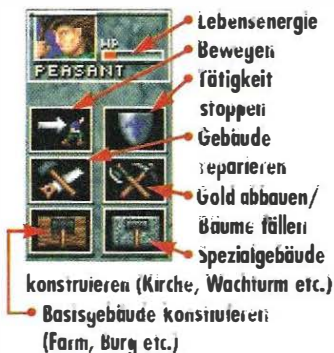 Lebensenergie
HP
Bewegen
PEASANT
Tätigkeit
stoppen
Gebäude
reparieren
Gold abbauen/
Bäume fällen
Spezialgebäude
konstruieren (Kirche, Wachturm etc.)
Basisgebäude konstruieren
(Farm, Burg etc.)